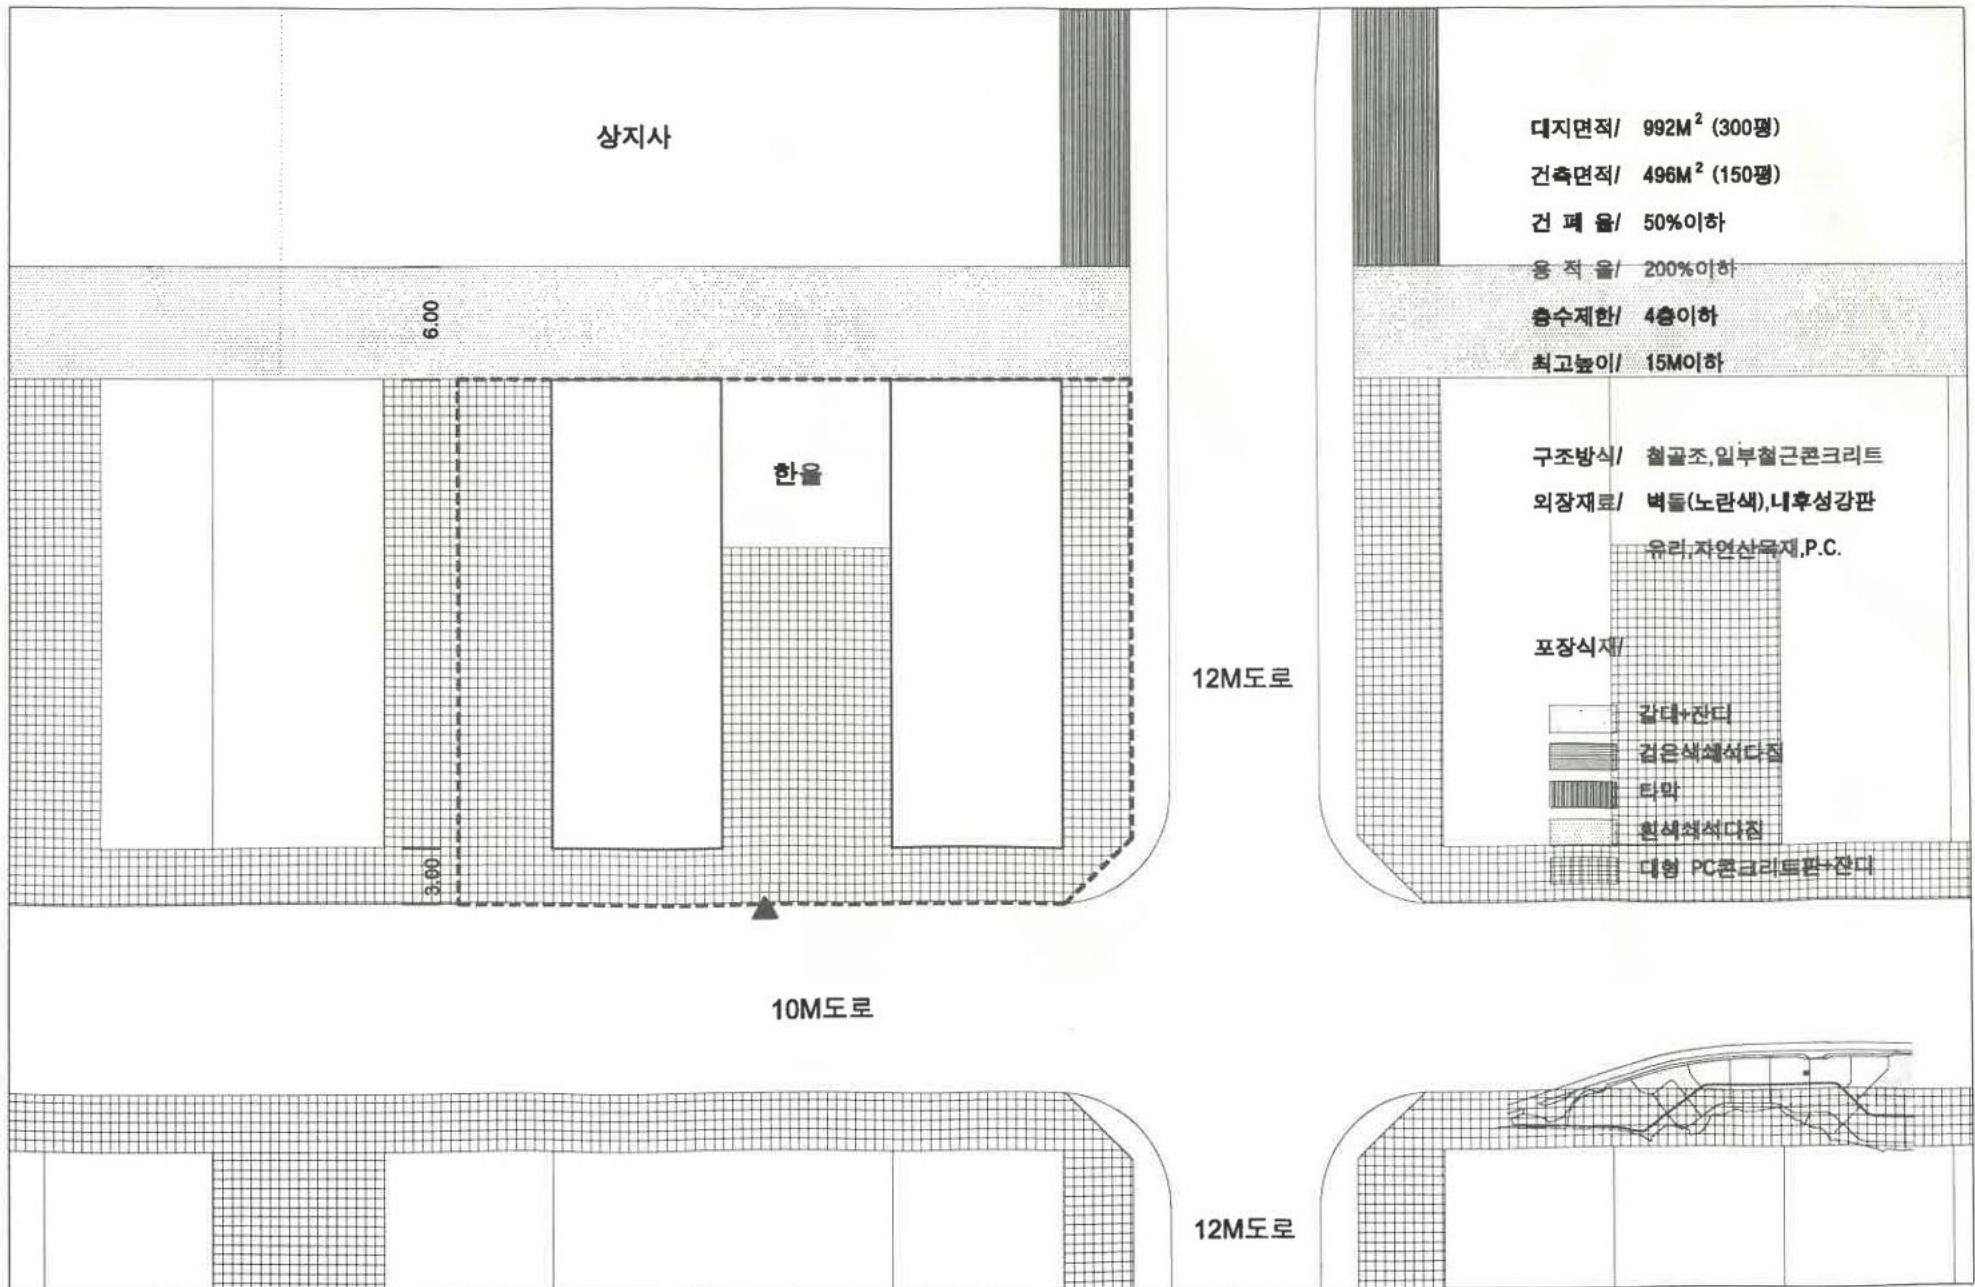 상지사
대지면적/ 992M² (300평)
건축면적/ 496M² (150평)
건 폐 율/ 50%이하
용 적 율/ 200%이하
층수제한/ 4층이하
최고높이/ 15M이하
6.00
한울
구조방식/ 철골조,일부철근콘크리트
외장재료/ 벽돌(노란색),내후성강판
유리,자연산목재,P.C.
12M도로
포장식재/
갈대+잔디
검은색쇄석다짐
타막
흰색쇄석다짐
대형 PC콘크리트판+잔디
3.00
10M도로
12M도로